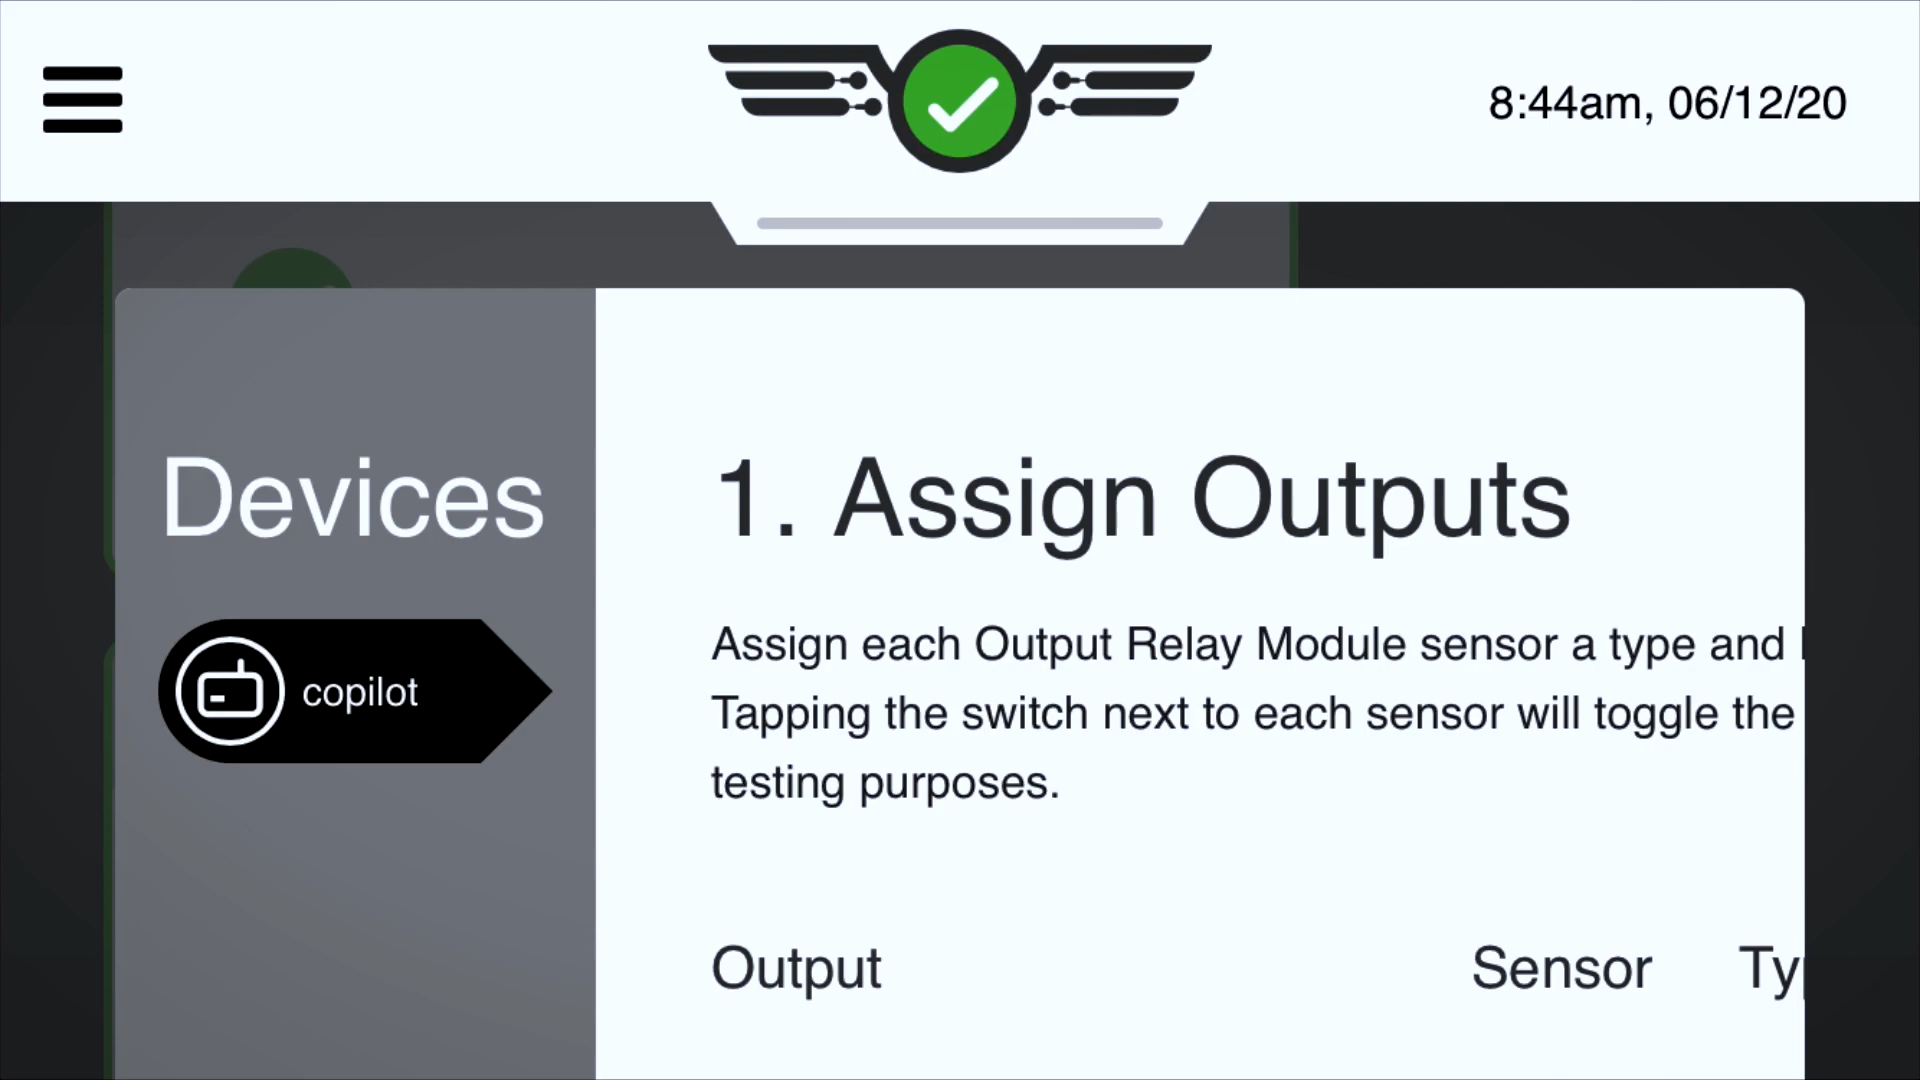 8:44am, 06/12/20
Devices
copilot
1. Assign Outputs
Assign each Output Relay Module sensor a type and
Tapping the switch next to each sensor will toggle the
testing purposes.
Output Sensor Ty